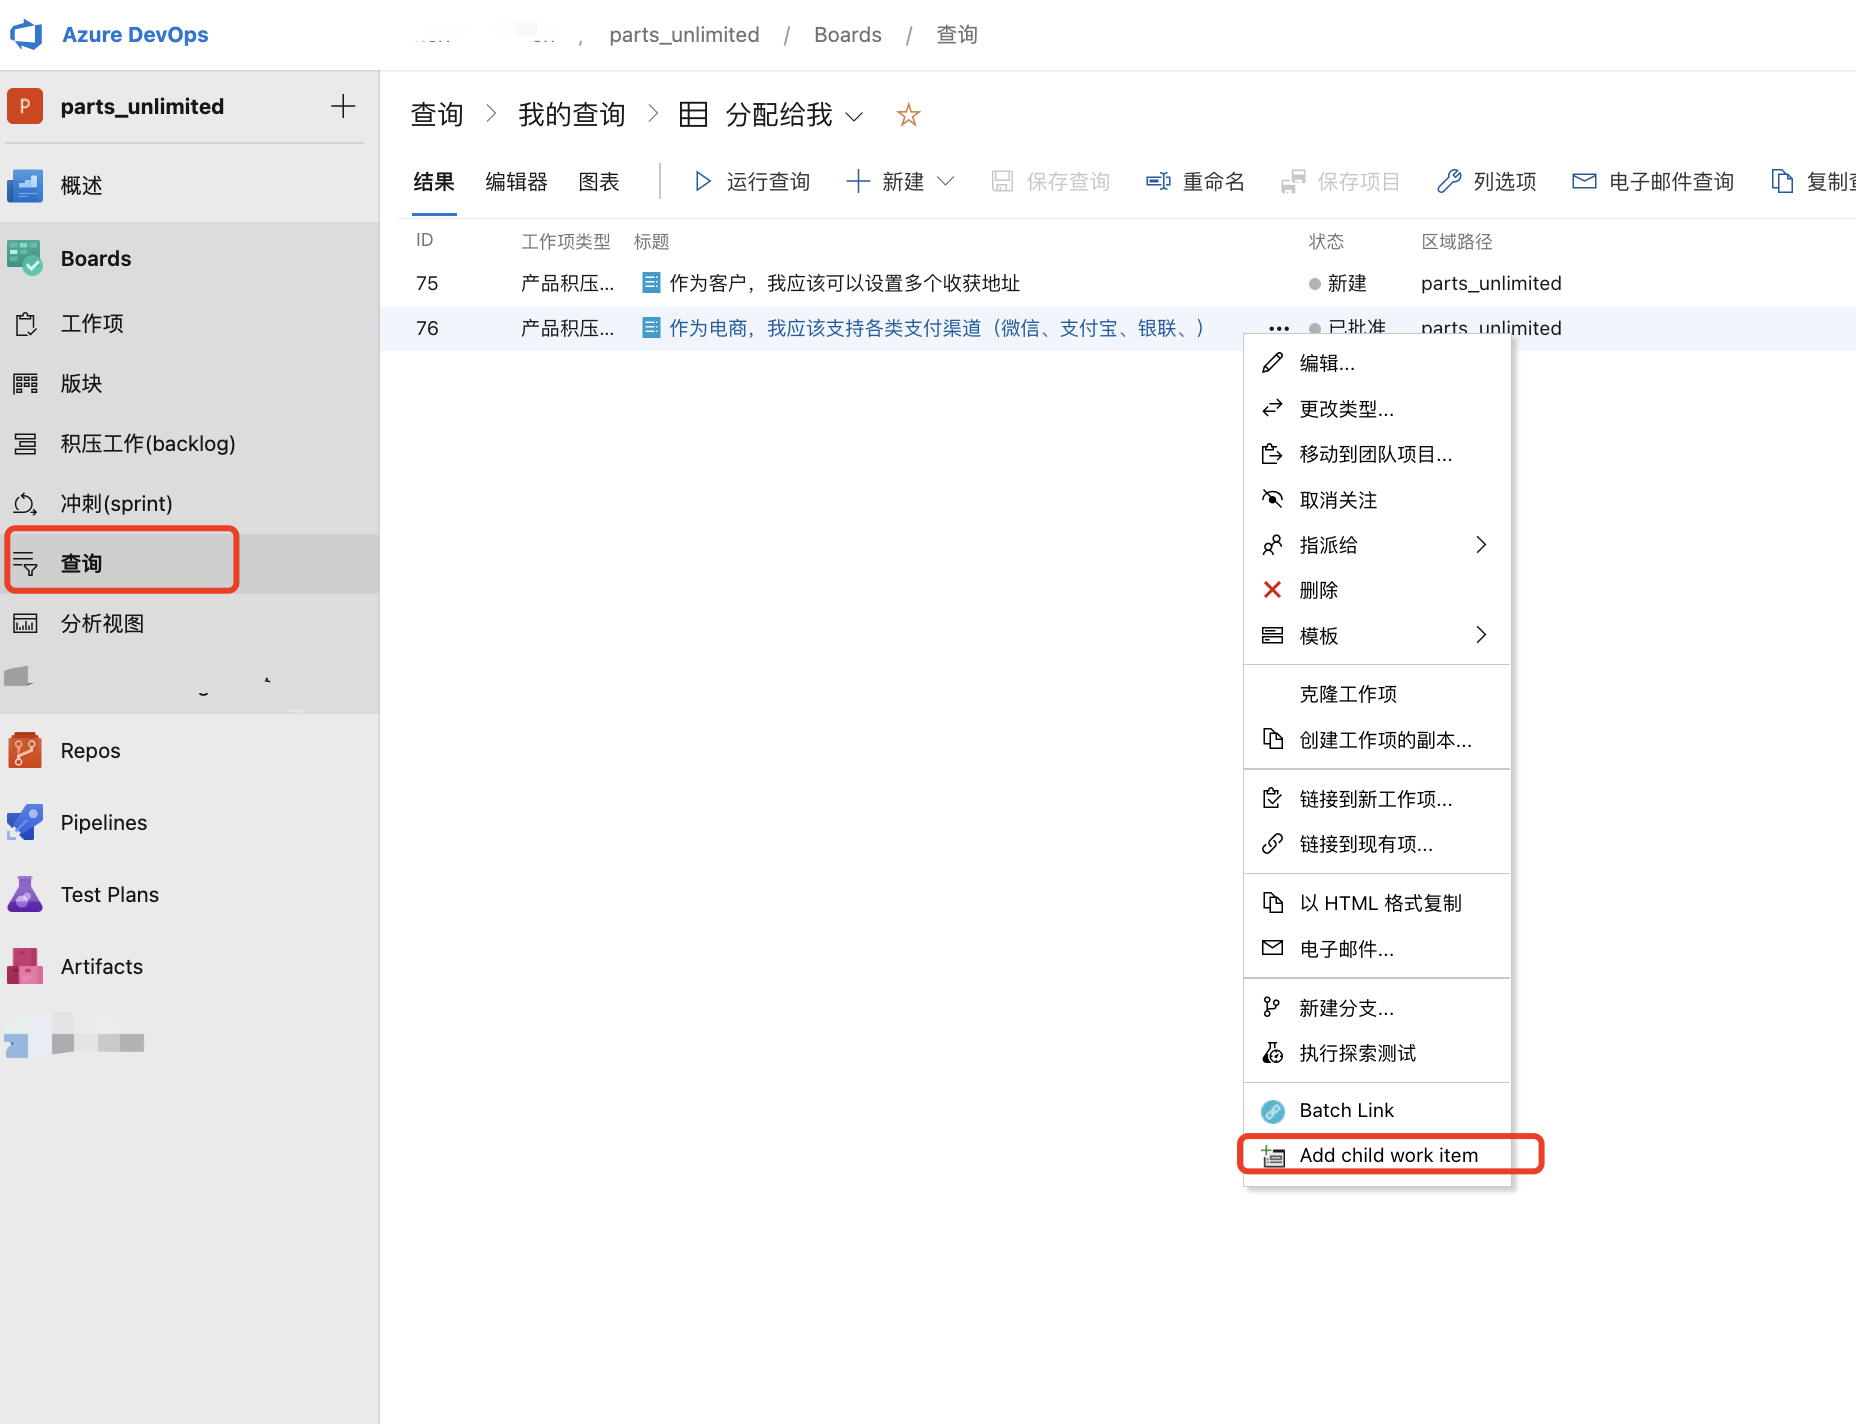 Azure DevOps
/ parts_unlimited / Boards / 查询
P parts_unlimited
概述
Boards
工作项
版块
积压工作(backlog)
冲刺(sprint)
查询
分析视图
Repos
Pipelines
Test Plans
Artifacts
查询 > 我的查询 > 分配给我
结果 编辑器 图表 运行查询 新建 保存查询 重命名 保存项目 列选项 电子邮件查询 复制
ID 工作项类型 标题 状态 区域路径
75 产品积压... 作为客户，我应该可以设置多个收获地址 新建 parts_unlimited
76 产品积压... 作为电商，我应该支持各类支付渠道（微信、支付宝、银联、） ... 已批准 parts_unlimited
编辑...
更改类型...
移动到团队项目...
取消关注
指派给
删除
模板
克隆工作项
创建工作项的副本...
链接到新工作项...
链接到现有项...
以 HTML 格式复制
电子邮件...
新建分支...
执行探索测试
Batch Link
Add child work item